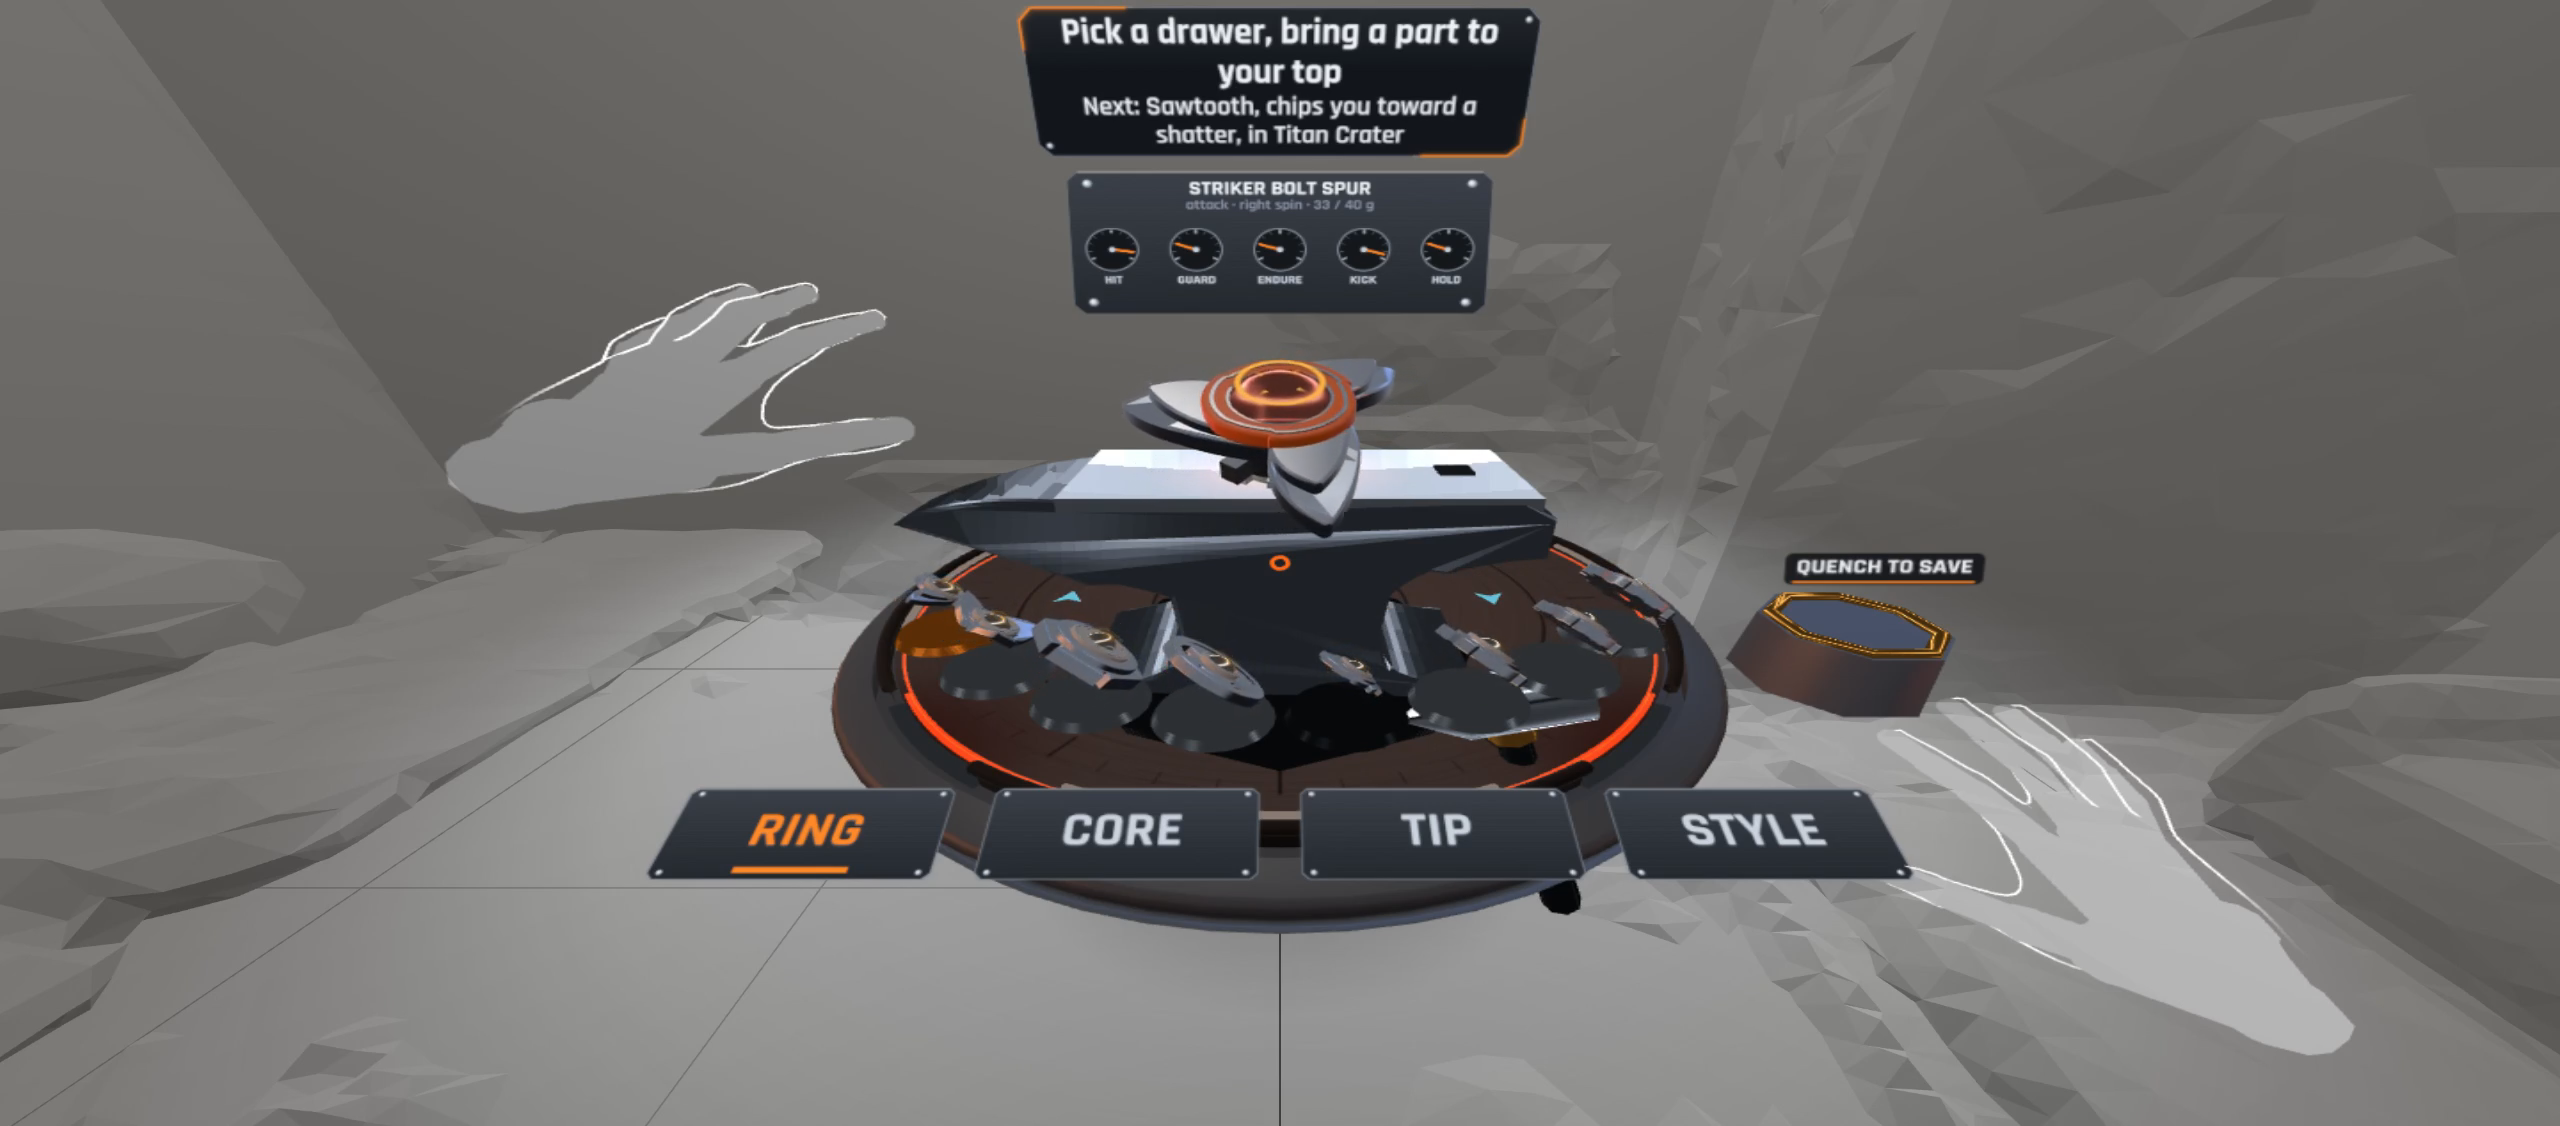 Pick a drawer, bring a part to
your top
Next: Sawtooth, chips you toward a
shatter, in Titan Crater
STRIKER BOLT SPUR
attack · right spin · 33 / 40 g
HIT
GUARD
ENDURE
KICK
HOLD
QUENCH TO SAVE
RING
CORE
TIP
STYLE